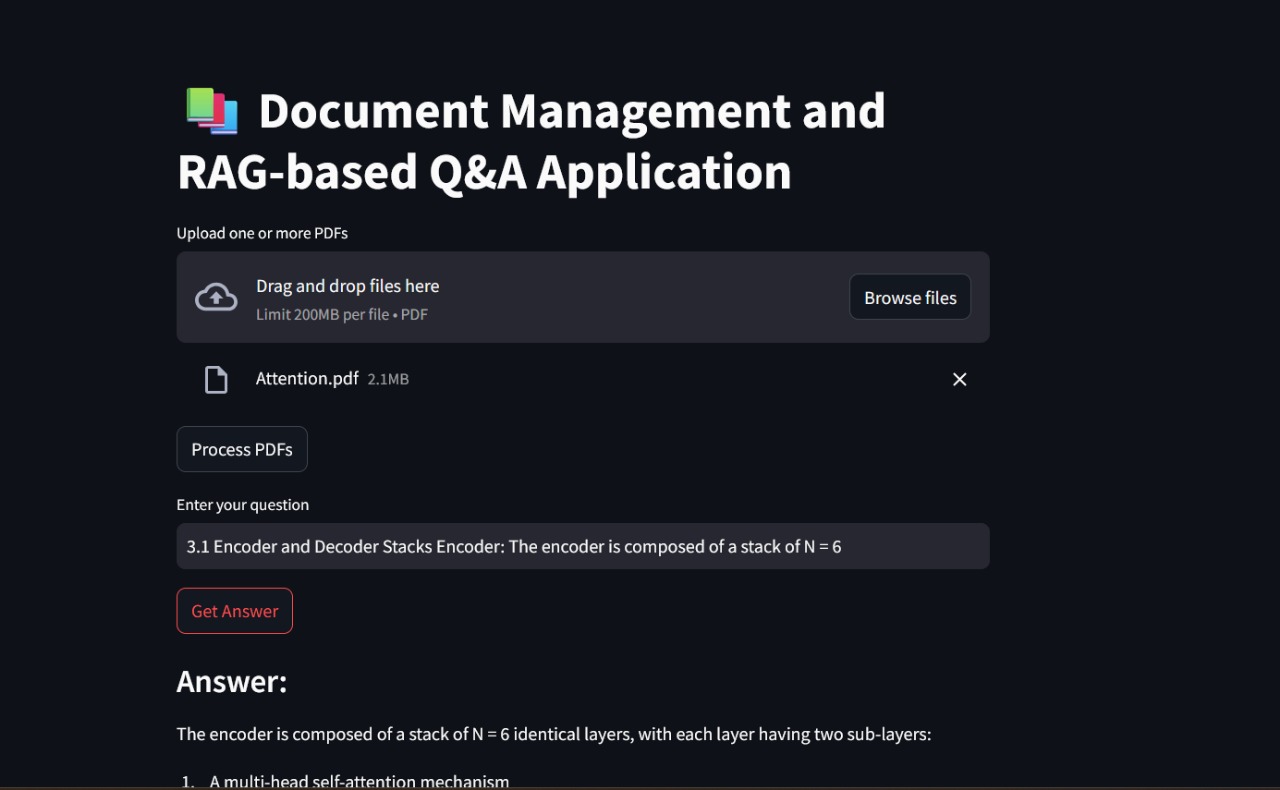 Document Management and
RAG-based Q&A Application
Upload one or more PDFs
Drag and drop files here
Limit 200MB per file • PDF
Browse files
Attention.pdf 2.1MB
Process PDFs
Enter your question
3.1 Encoder and Decoder Stacks Encoder: The encoder is composed of a stack of N = 6
Get Answer
Answer:
The encoder is composed of a stack of N = 6 identical layers, with each layer having two sub-layers:
1. A multi-head self-attention mechanism